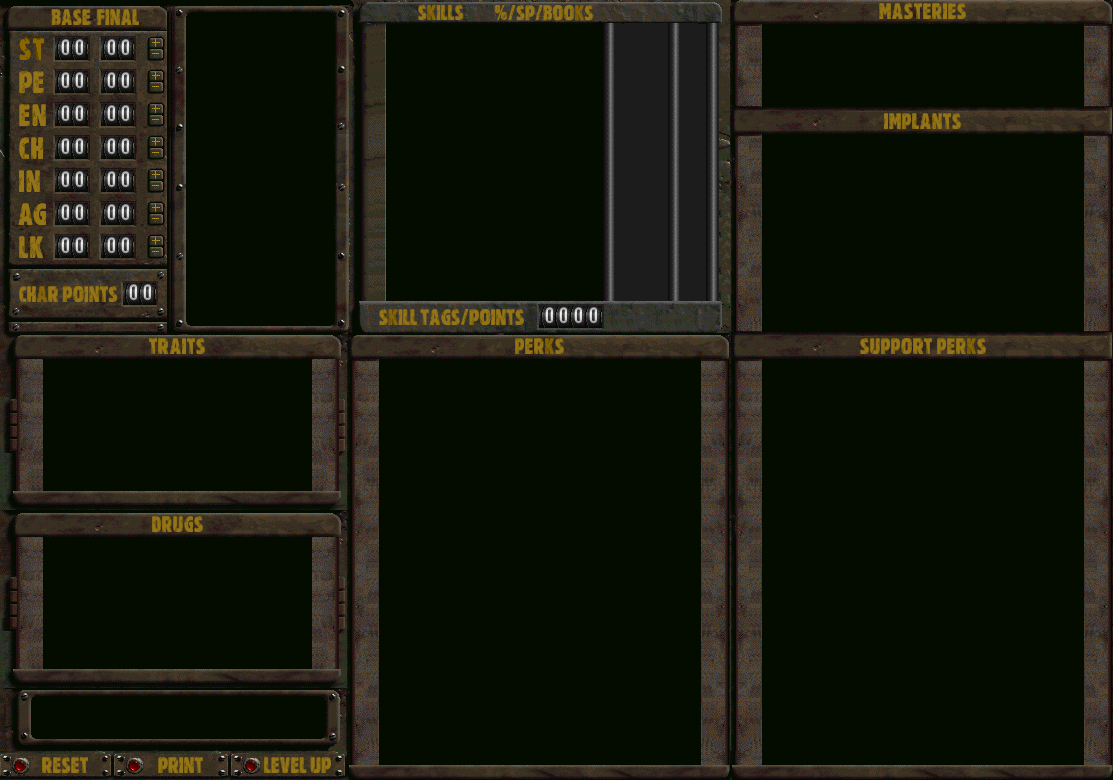 BASE FINAL
ST 00 00 + −
PE 00 00 + −
EN 00 00 + −
CH 00 00 + −
IN 00 00 + −
AG 00 00 + −
LK 00 00 + −
CHAR POINTS 00
SKILLS %/SP/BOOKS
SKILL TAGS/POINTS 0000
MASTERIES
IMPLANTS
TRAITS
PERKS
SUPPORT PERKS
DRUGS
RESET PRINT LEVEL UP